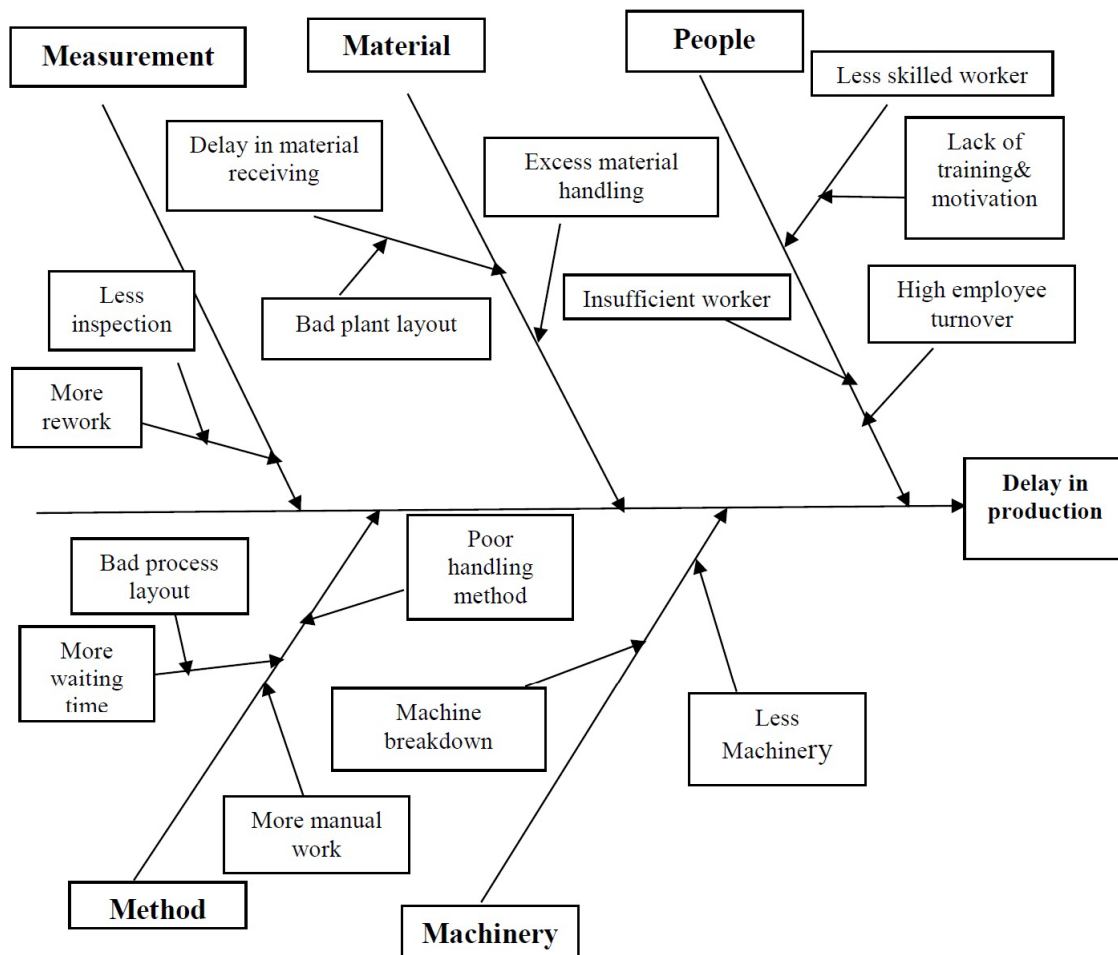 Measurement
Material
People
Less skilled worker
Delay in material
receiving
Excess material
handling
Lack of
training&
motivation
Less
inspection
Bad plant layout
Insufficient worker
High employee
turnover
More
rework
Delay in
production
Bad process
layout
Poor
handling
method
More
waiting
time
Machine
breakdown
Less
Machinery
More manual
work
Method
Machinery